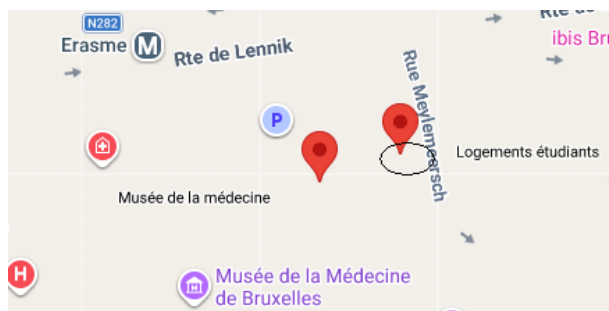 N282
Erasme M
Rte de Lennik
ibis Bru
P
Rue Meylemeersch
Logements étudiants
Musée de la médecine
H
Musée de la Médecine
de Bruxelles